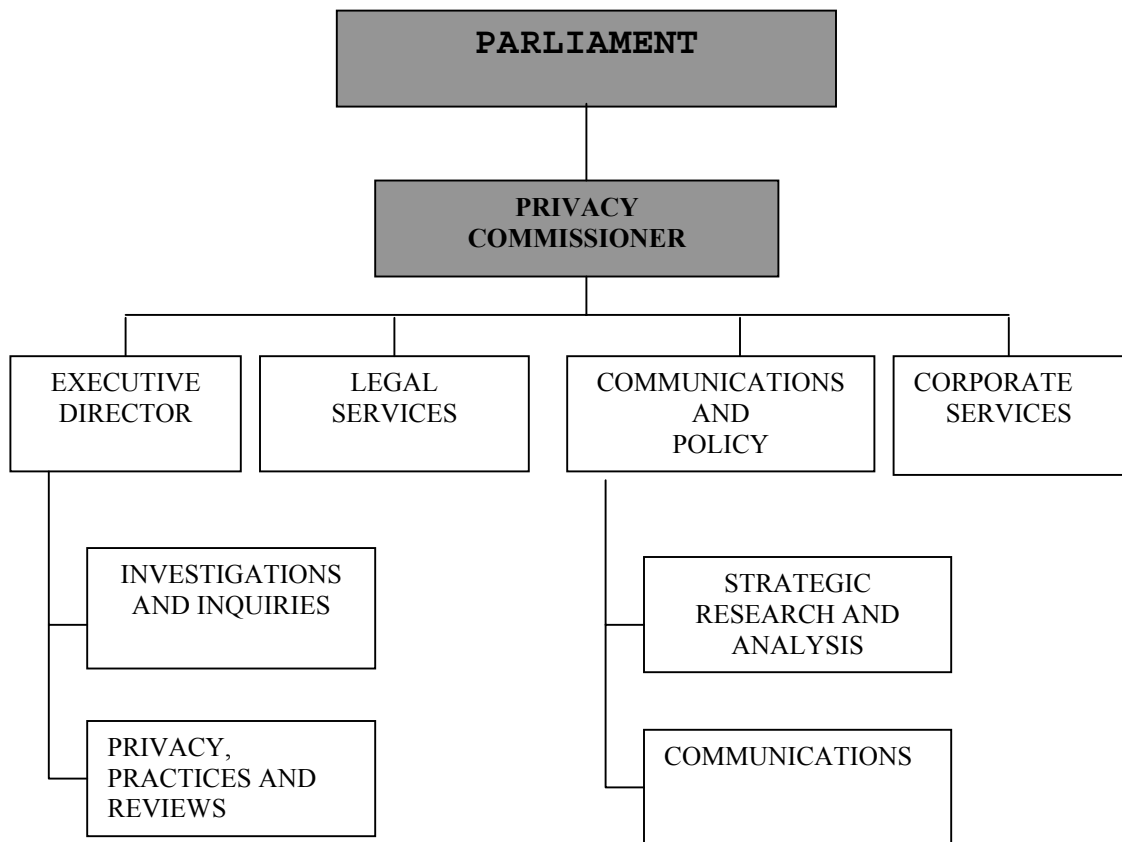 PARLIAMENT
PRIVACY
COMMISSIONER
EXECUTIVE
DIRECTOR
LEGAL
SERVICES
COMMUNICATIONS
AND
POLICY
CORPORATE
SERVICES
INVESTIGATIONS
AND INQUIRIES
STRATEGIC
RESEARCH AND
ANALYSIS
PRIVACY,
PRACTICES AND
REVIEWS
COMMUNICATIONS